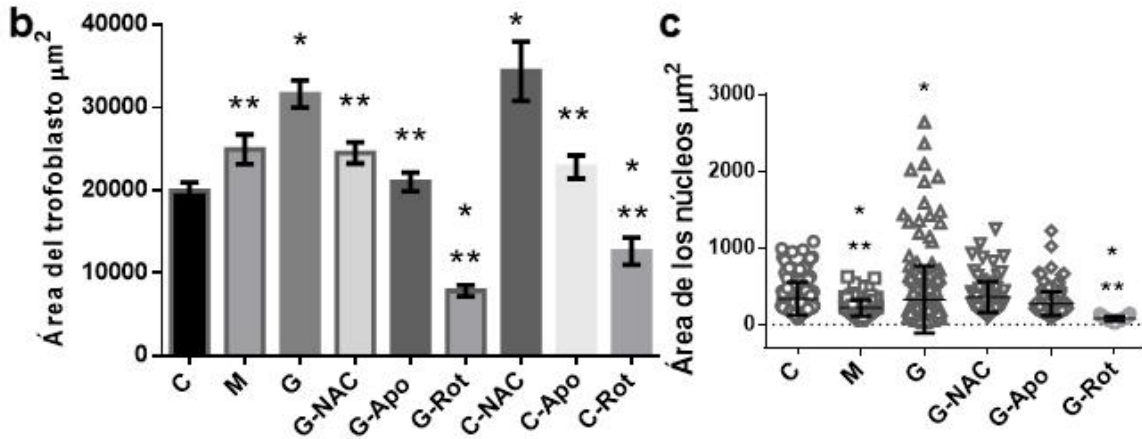 b
Área del trofoblasto μm²
40000
30000
20000
10000
0
*
**
*
**
**
*
**
*
**
*
**
C
M
G
G-NAC
G-Apo
G-Rot
C-NAC
C-Apo
C-Rot
c
Área de los núcleos μm²
3000
2000
1000
0
*
**
*
*
**
C
M
G
G-NAC
G-Apo
G-Rot